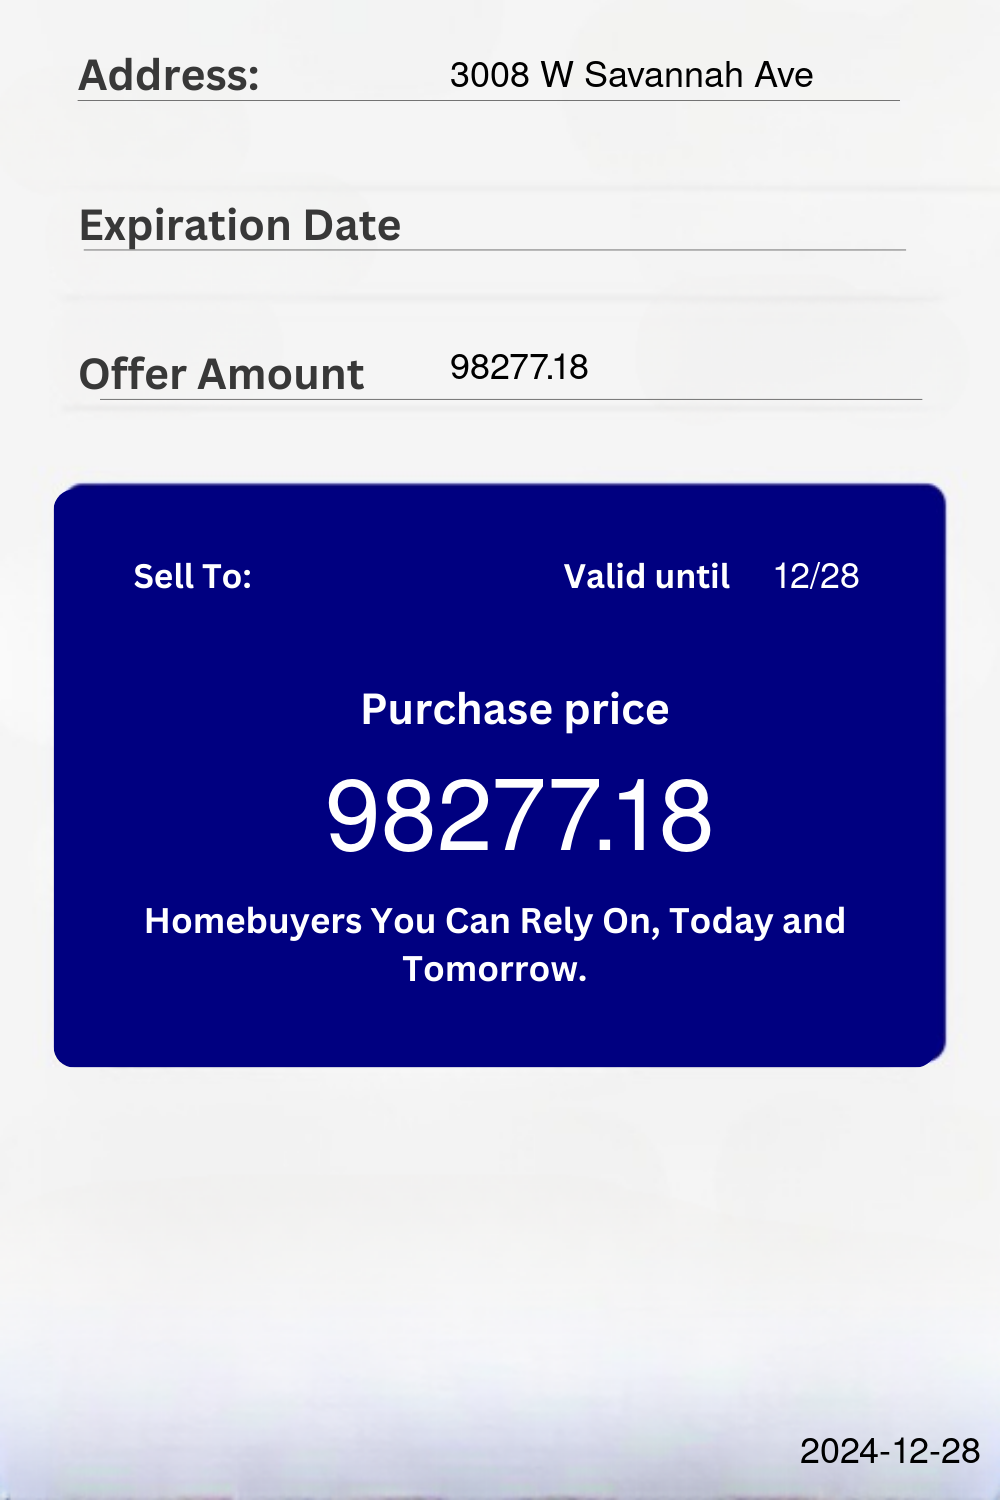 Address: 3008 W Savannah Ave
Expiration Date
Offer Amount 98277.18
Sell To: Valid until 12/28
Purchase price
98277.18
Homebuyers You Can Rely On, Today and
Tomorrow.
2024-12-28